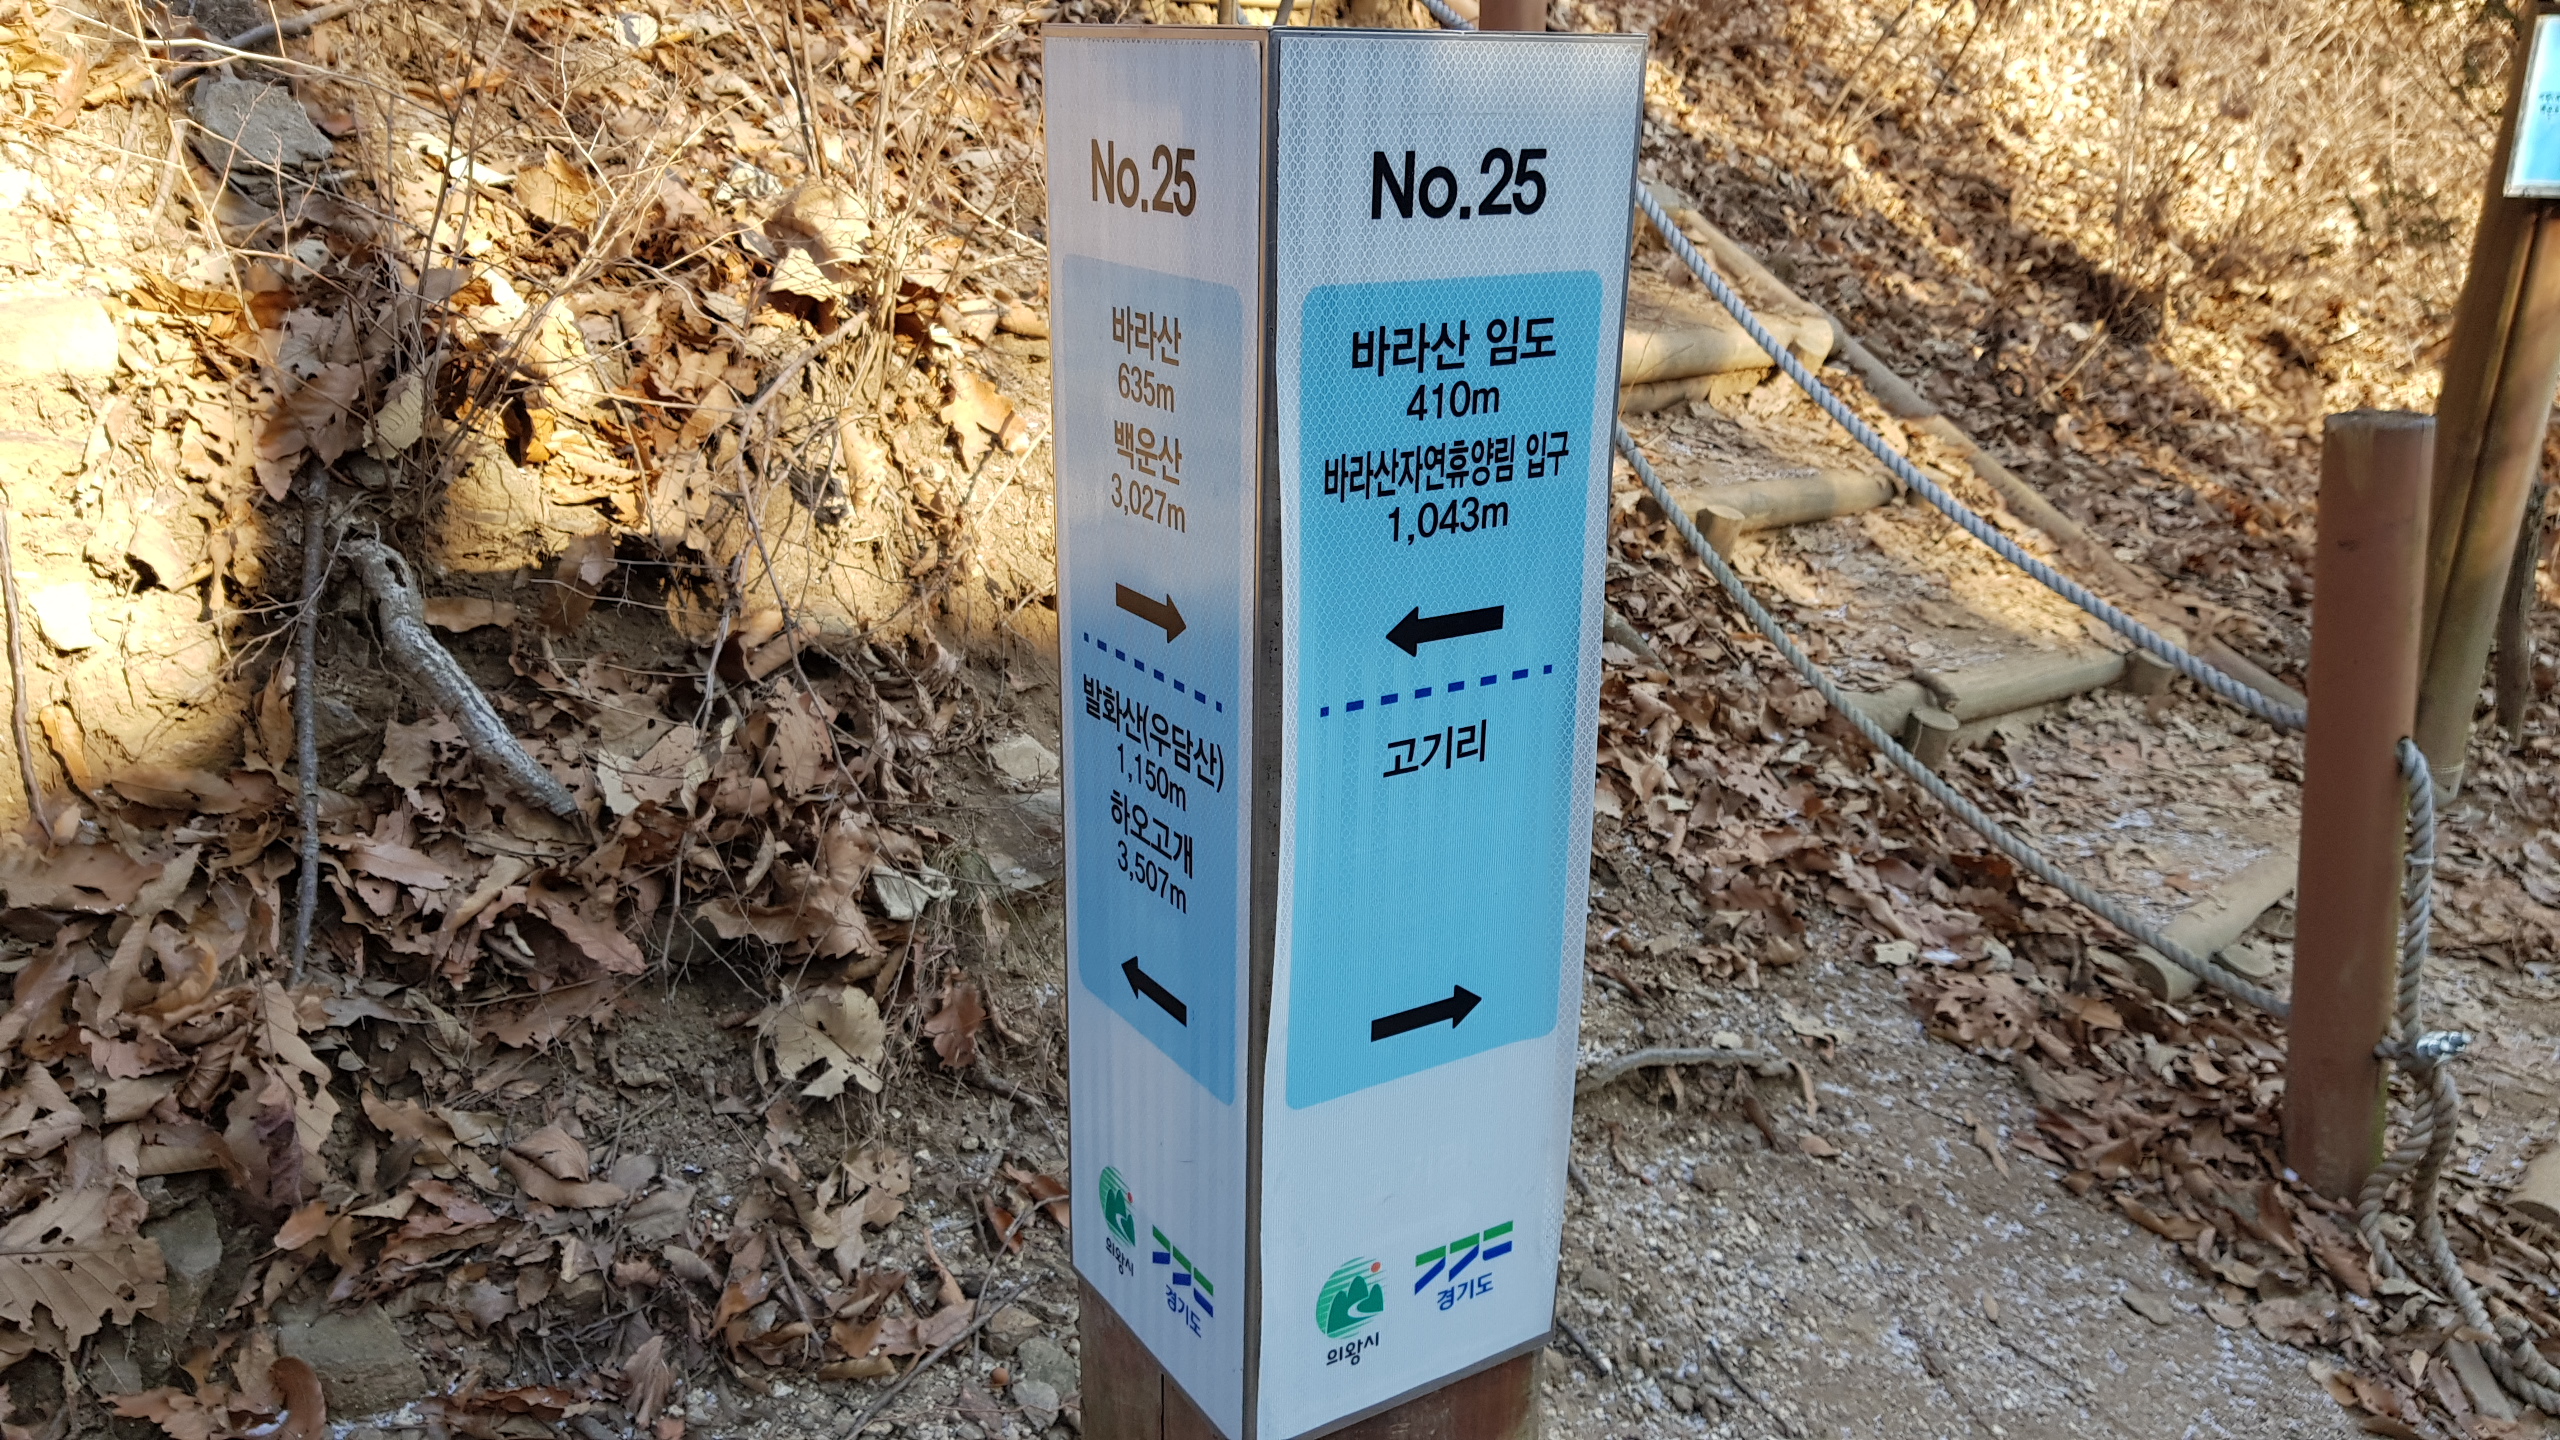 No.25
바라산
635m
백운산
3,027m
발화산(우담산)
1,150m
하오고개
3,507m
의왕시
경기도
No.25
바라산 임도
410m
바라산자연휴양림 입구
1,043m
고기리
의왕시
경기도